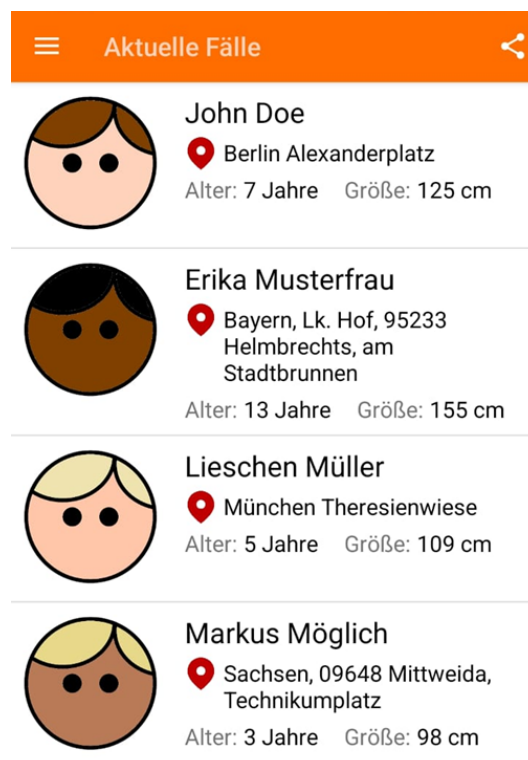 Aktuelle Fälle
John Doe
Berlin Alexanderplatz
Alter: 7 Jahre Größe: 125 cm
Erika Musterfrau
Bayern, Lk. Hof, 95233
Helmbrechts, am
Stadtbrunnen
Alter: 13 Jahre Größe: 155 cm
Lieschen Müller
München Theresienwiese
Alter: 5 Jahre Größe: 109 cm
Markus Möglich
Sachsen, 09648 Mittweida,
Technikumplatz
Alter: 3 Jahre Größe: 98 cm